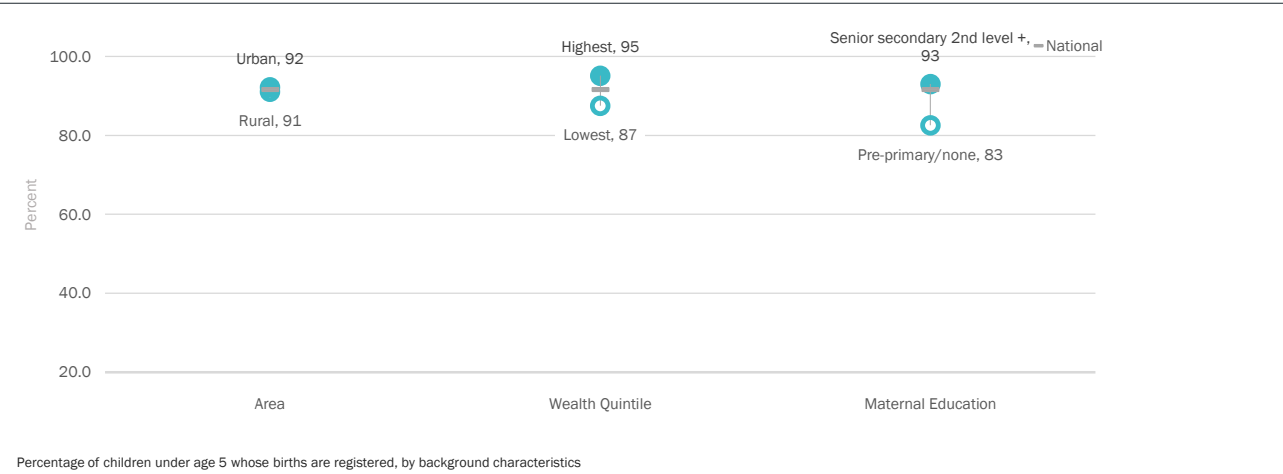 Percent
100.0
80.0
60.0
40.0
20.0
Urban, 92
Rural, 91
Highest, 95
Lowest, 87
Senior secondary 2nd level +,
93
Pre-primary/none, 83
National
Area
Wealth Quintile
Maternal Education
Percentage of children under age 5 whose births are registered, by background characteristics